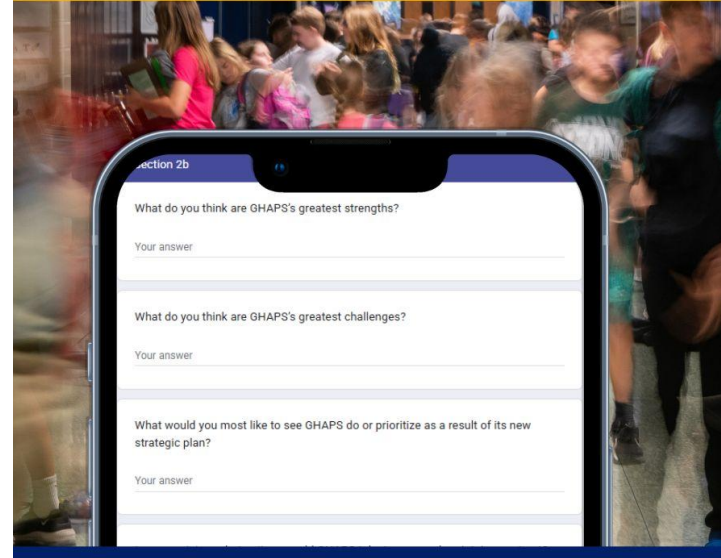 Section 2b
What do you think are GHAPS's greatest strengths?
Your answer
What do you think are GHAPS's greatest challenges?
Your answer
What would you most like to see GHAPS do or prioritize as a result of its new
strategic plan?
Your answer